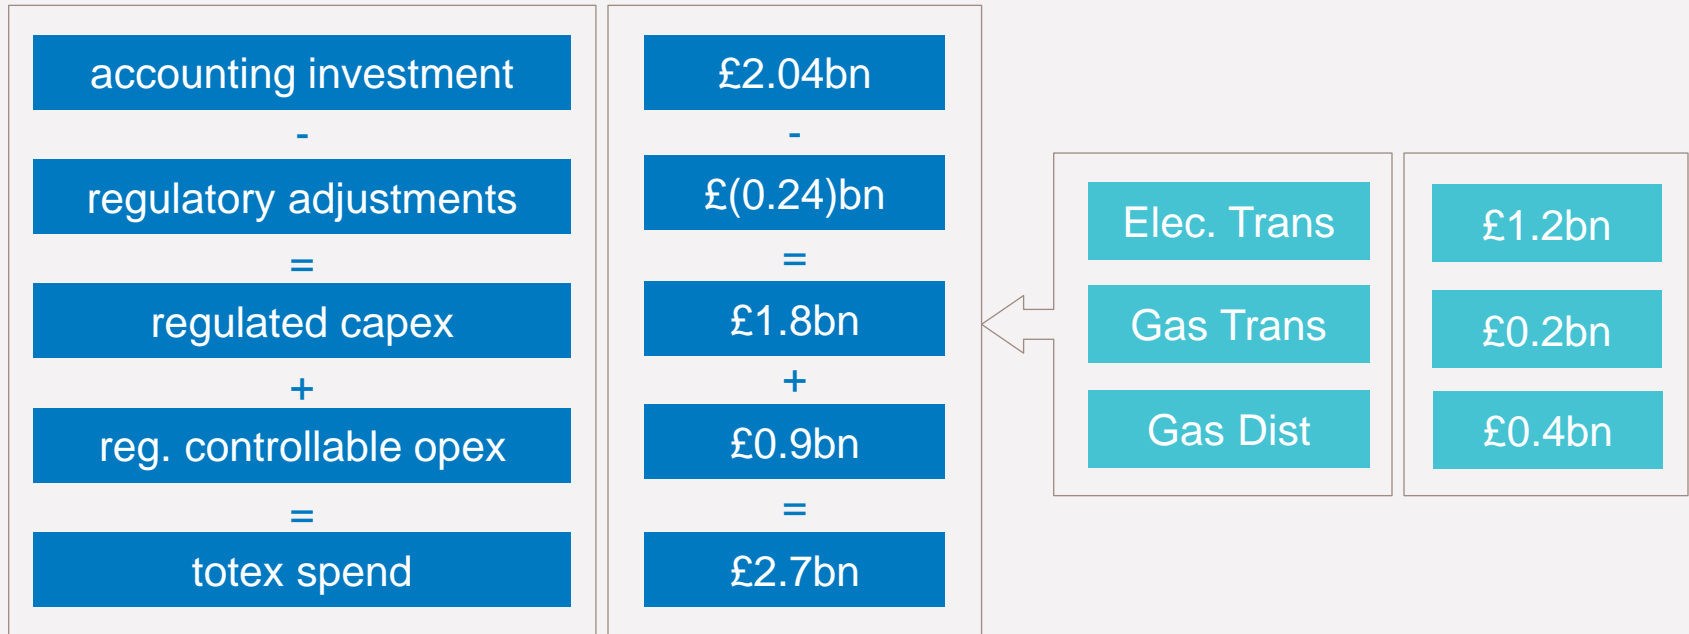 accounting investment
-
regulatory adjustments
=
regulated capex
+
reg. controllable opex
=
totex spend
£2.04bn
-
£(0.24)bn
=
£1.8bn
+
£0.9bn
=
£2.7bn
Elec. Trans
Gas Trans
Gas Dist
£1.2bn
£0.2bn
£0.4bn